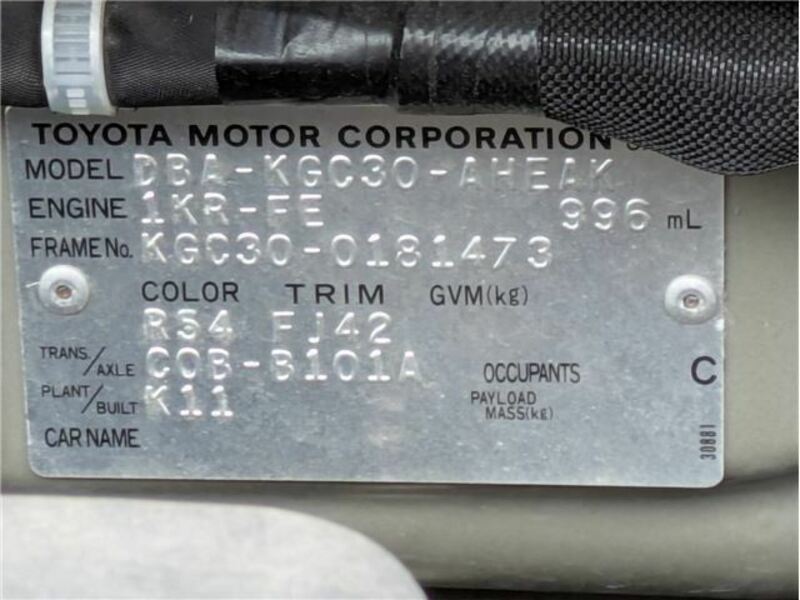 TOYOTA MOTOR CORPORATION
MODEL DBA-KGC30-AHEAK
ENGINE 1KR-FE 996 mL
FRAME No. KGC30-0181473
COLOR TRIM GVM(kg)
R54 FJ42
TRANS./AXLE C0B-B101A OCCUPANTS C
PLANT/BUILT K11 PAYLOAD MASS(kg)
CAR NAME
30881